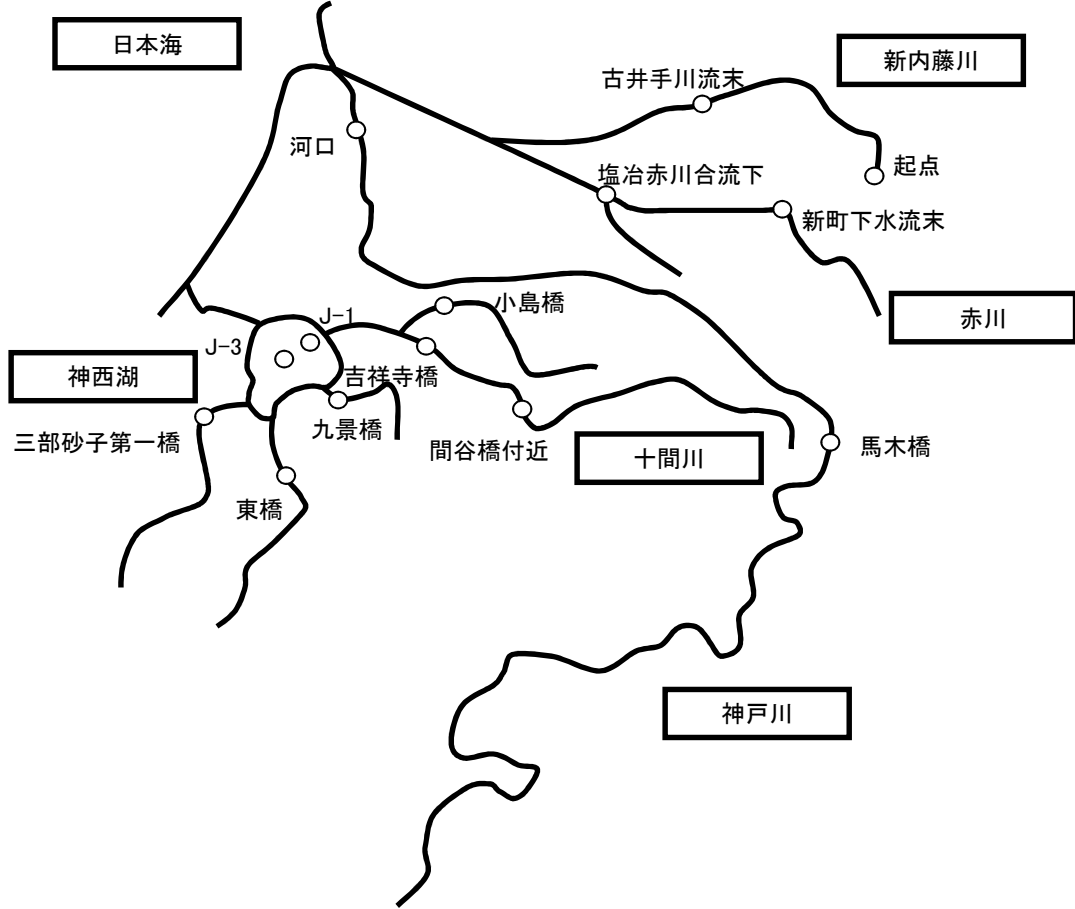 日本海
新内藤川
古井手川流末
河口
起点
塩冶赤川合流下
新町下水流末
小島橋
赤川
J-1
J-3
神西湖
吉祥寺橋
九景橋
三部砂子第一橋
間谷橋付近
十間川
馬木橋
東橋
神戸川